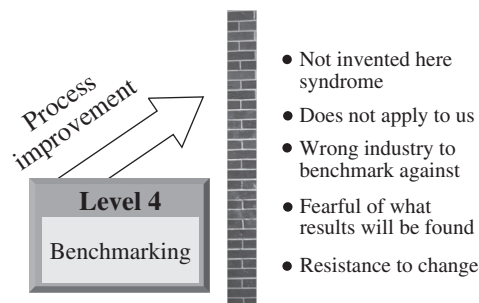 Process
improvement
Level 4
Benchmarking
● Not invented here
syndrome
● Does not apply to us
● Wrong industry to
benchmark against
● Fearful of what
results will be found
● Resistance to change